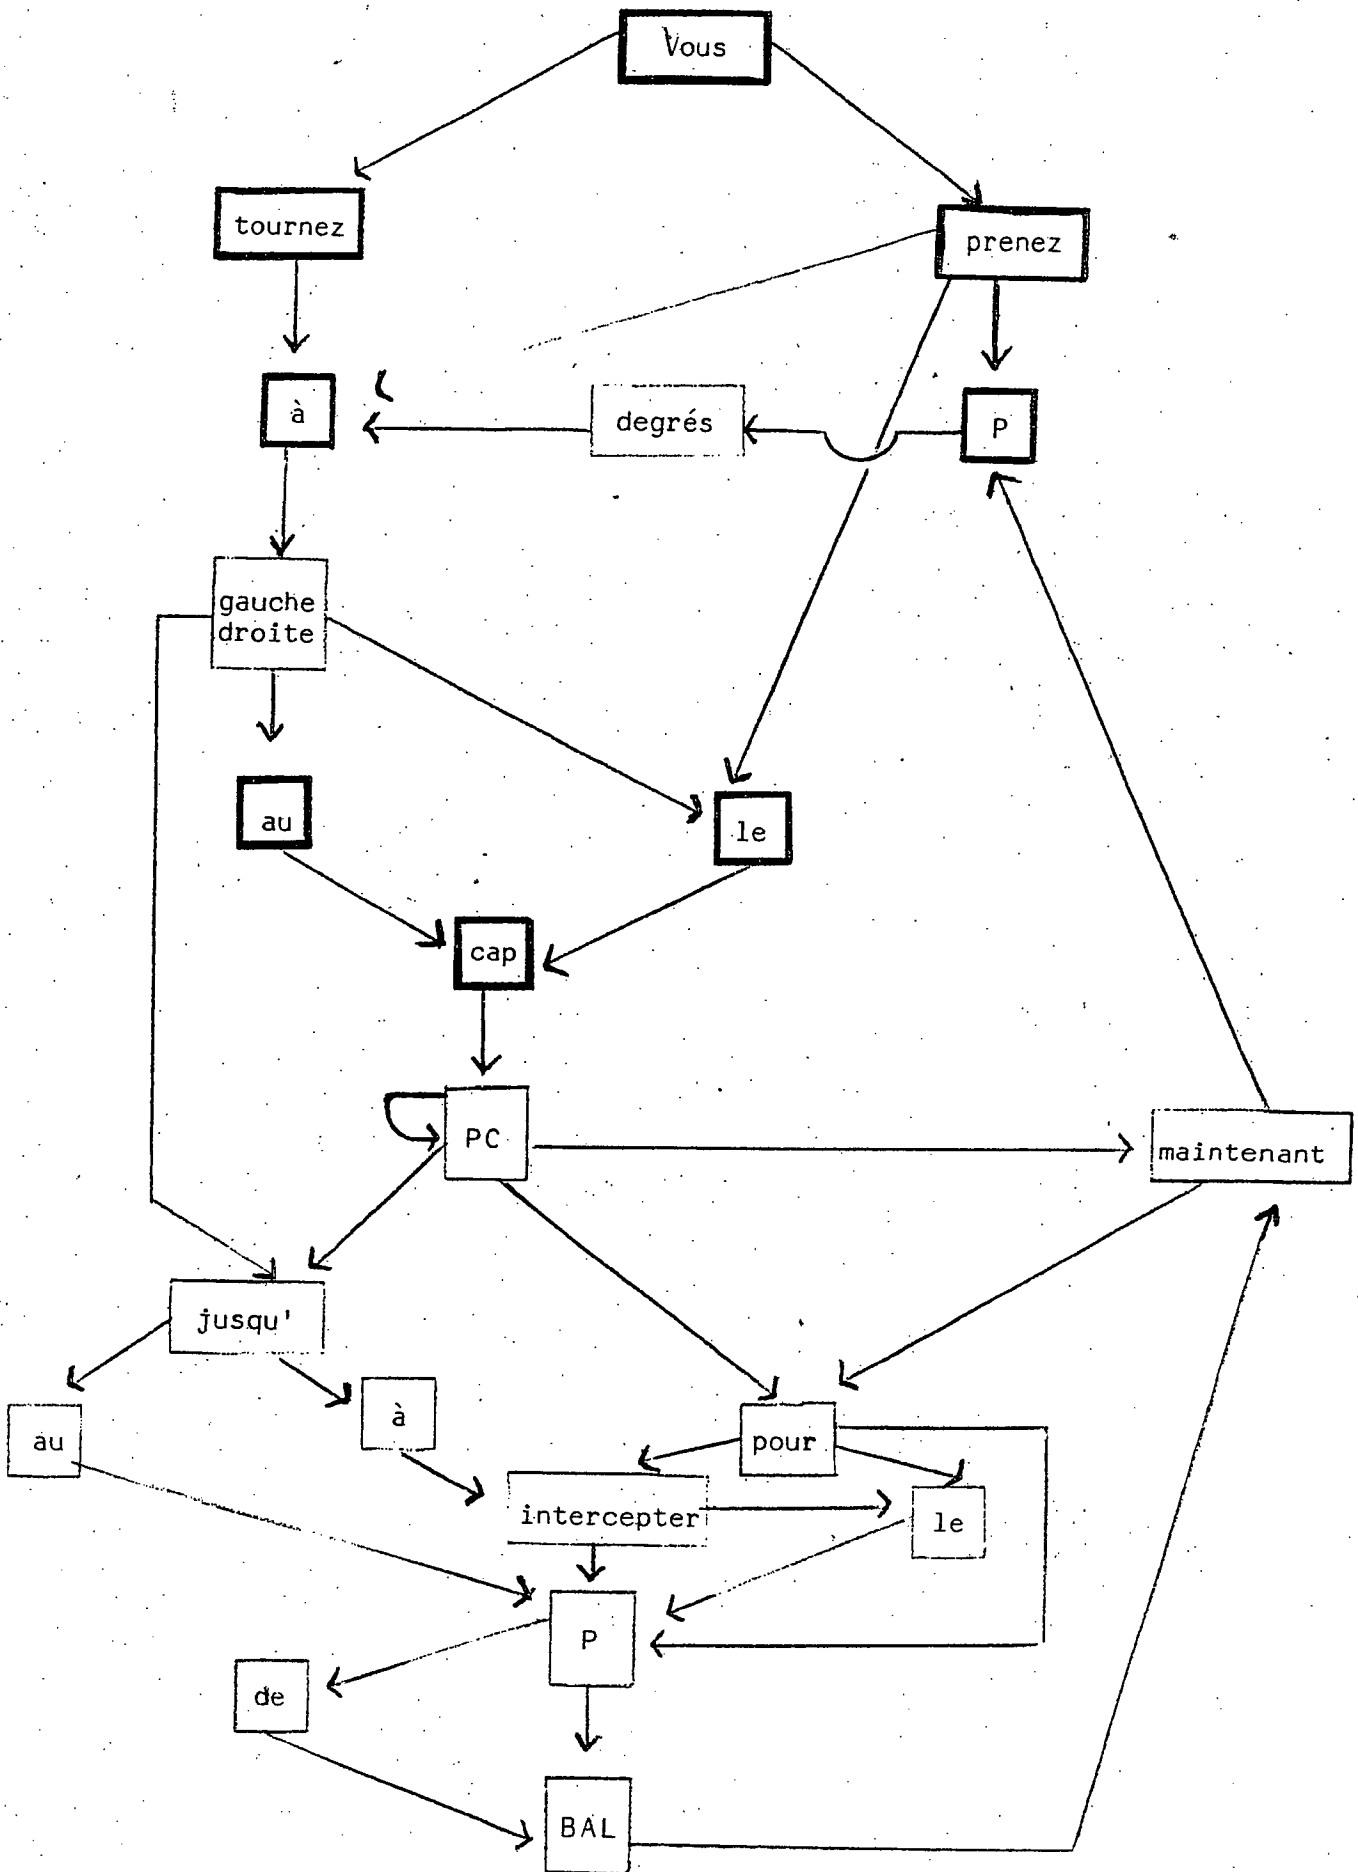 Vous
tournez
prenez
à
degrés
P
gauche
droite
au
le
cap
PC
maintenant
jusqu'
à
au
pour
intercepter
le
P
de
BAL